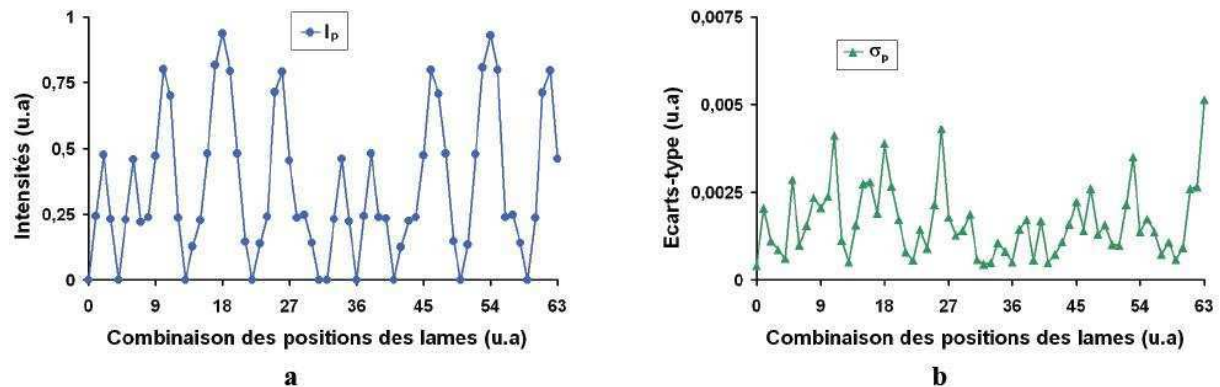 Intensités (u.a)
1
0,75
0,5
0,25
0
Iₚ
0 9 18 27 36 45 54 63
Combinaison des positions des lames (u.a)
a
Ecarts-type (u.a)
0,0075
0,005
0,0025
0
σₚ
0 9 18 27 36 45 54 63
Combinaison des positions des lames (u.a)
b